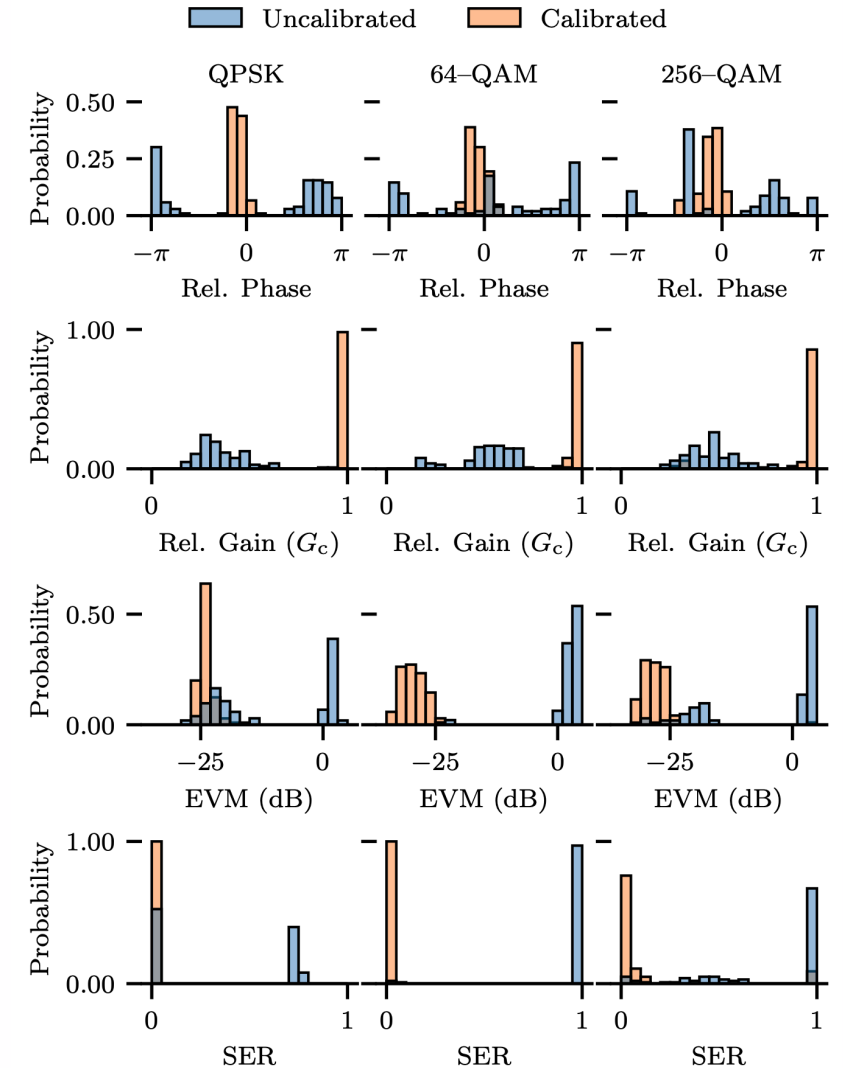 Uncalibrated Calibrated
QPSK 64–QAM 256–QAM
Probability
0.50
0.25
0.00
−π 0 π −π 0 π −π 0 π
Rel. Phase Rel. Phase Rel. Phase
Probability
1.00
0.00
0 1 0 1 0 1
Rel. Gain (Gc) Rel. Gain (Gc) Rel. Gain (Gc)
Probability
0.50
0.00
−25 0 −25 0 −25 0
EVM (dB) EVM (dB) EVM (dB)
Probability
1.00
0.00
0 1 0 1 0 1
SER SER SER